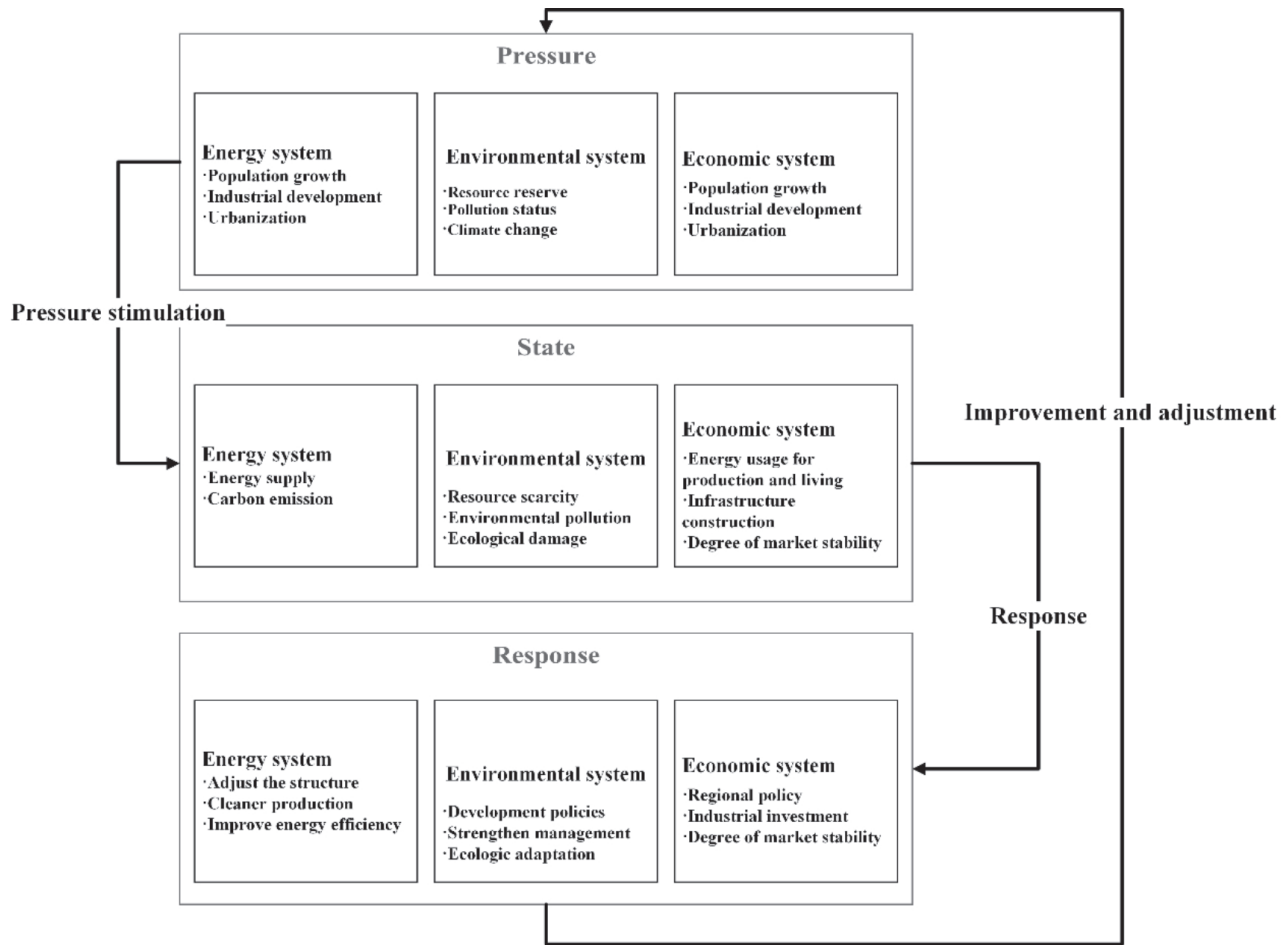 Pressure
Energy system
·Population growth
·Industrial development
·Urbanization
Environmental system
·Resource reserve
·Pollution status
·Climate change
Economic system
·Population growth
·Industrial development
·Urbanization
Pressure stimulation
State
Energy system
·Energy supply
·Carbon emission
Environmental system
·Resource scarcity
·Environmental pollution
·Ecological damage
Economic system
·Energy usage for
production and living
·Infrastructure
construction
·Degree of market stability
Improvement and adjustment
Response
Response
Energy system
·Adjust the structure
·Cleaner production
·Improve energy efficiency
Environmental system
·Development policies
·Strengthen management
·Ecologic adaptation
Economic system
·Regional policy
·Industrial investment
·Degree of market stability